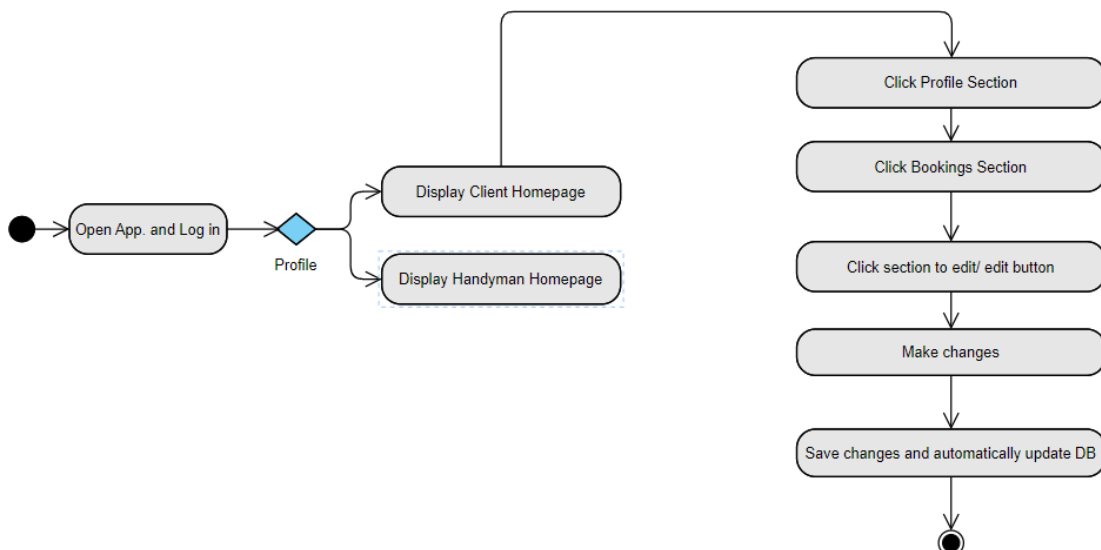 Open App. and Log in
Profile
Display Client Homepage
Display Handyman Homepage
Click Profile Section
Click Bookings Section
Click section to edit/ edit button
Make changes
Save changes and automatically update DB